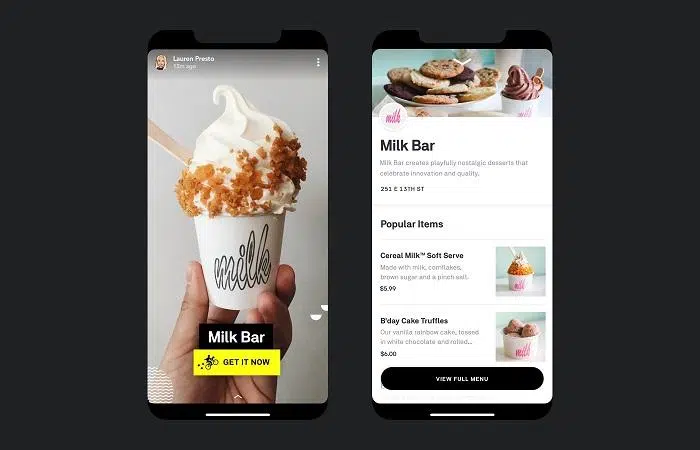 Lauren Presto
13m ago
milk
Milk Bar
GET IT NOW
milk
Milk Bar
Milk Bar creates playfully nostalgic desserts that
celebrate innovation and quality.
251 E 13TH ST
Popular Items
Cereal Milk™ Soft Serve
Made with milk, cornflakes,
brown sugar and a pinch salt.
$5.99
milk
B'day Cake Truffles
Our vanilla rainbow cake, tossed
in white chocolate and rolled...
$6.00
milk
VIEW FULL MENU